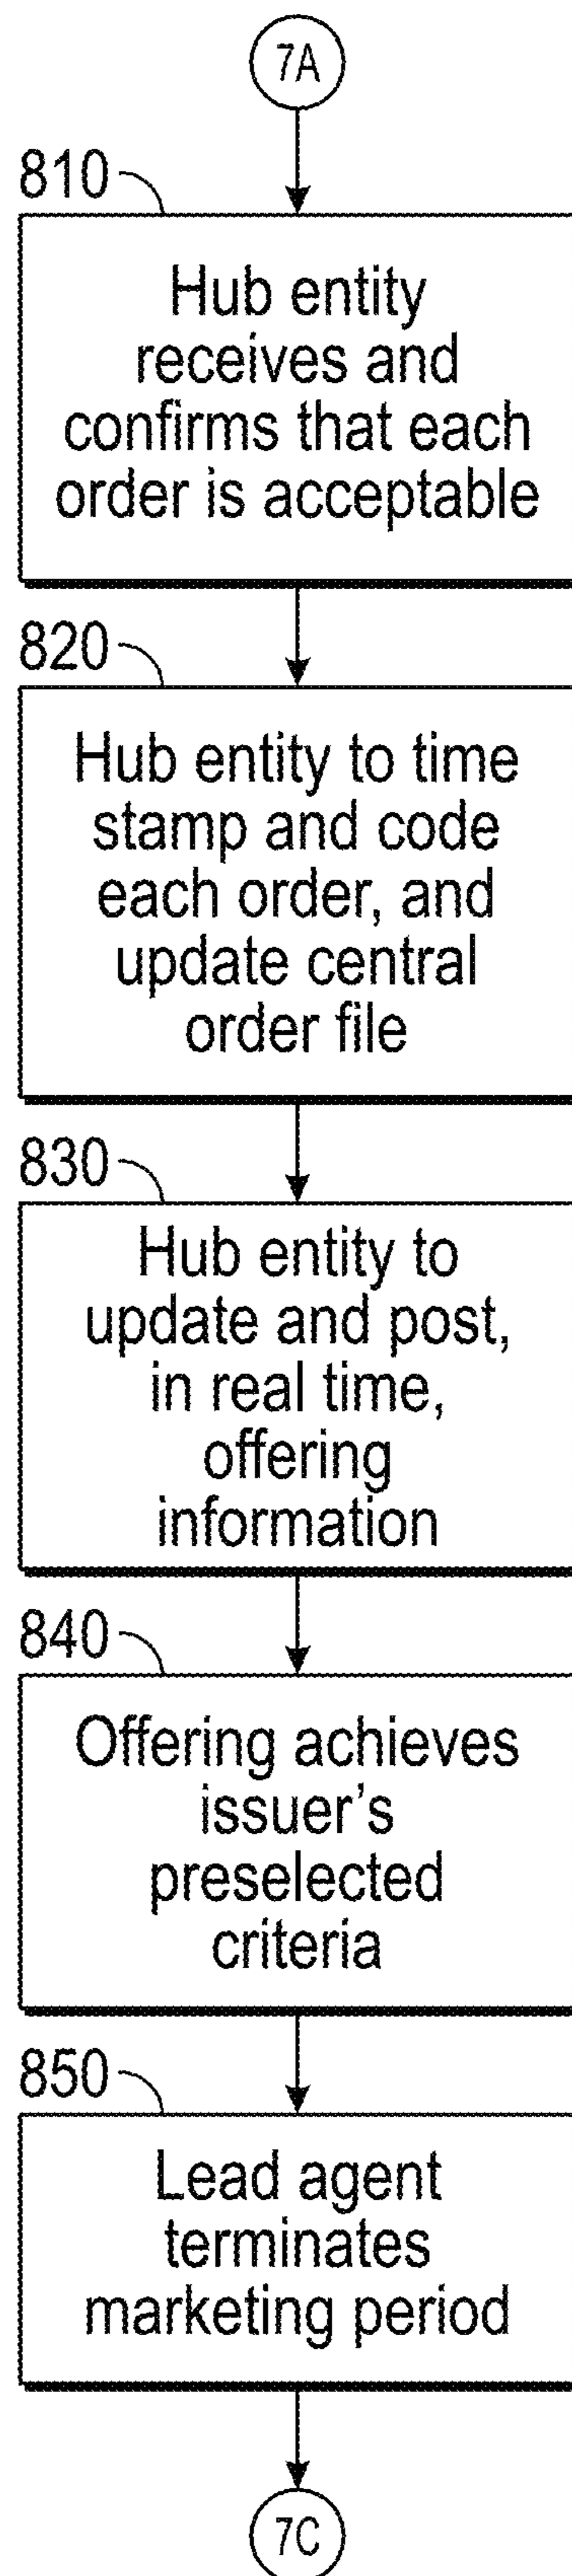 7A
810
Hub entity
receives and
confirms that each
order is acceptable
820
Hub entity to time
stamp and code
each order, and
update central
order file
830
Hub entity to
update and post,
in real time,
offering
information
840
Offering achieves
issuer's
preselected
criteria
850
Lead agent
terminates
marketing period
7C